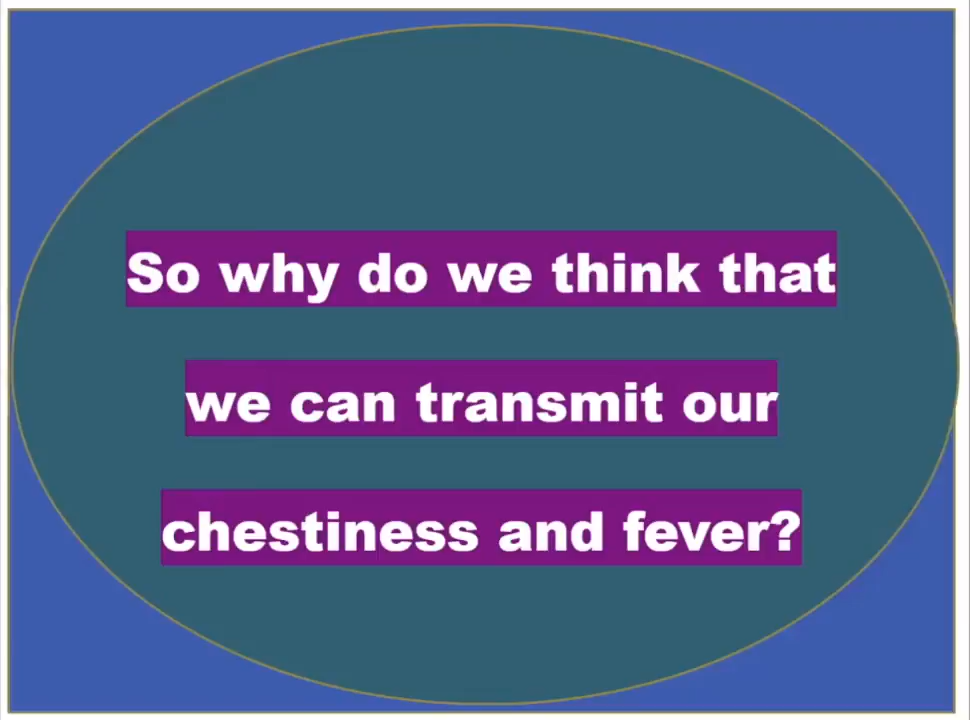 So why do we think that
we can transmit our
chestiness and fever?